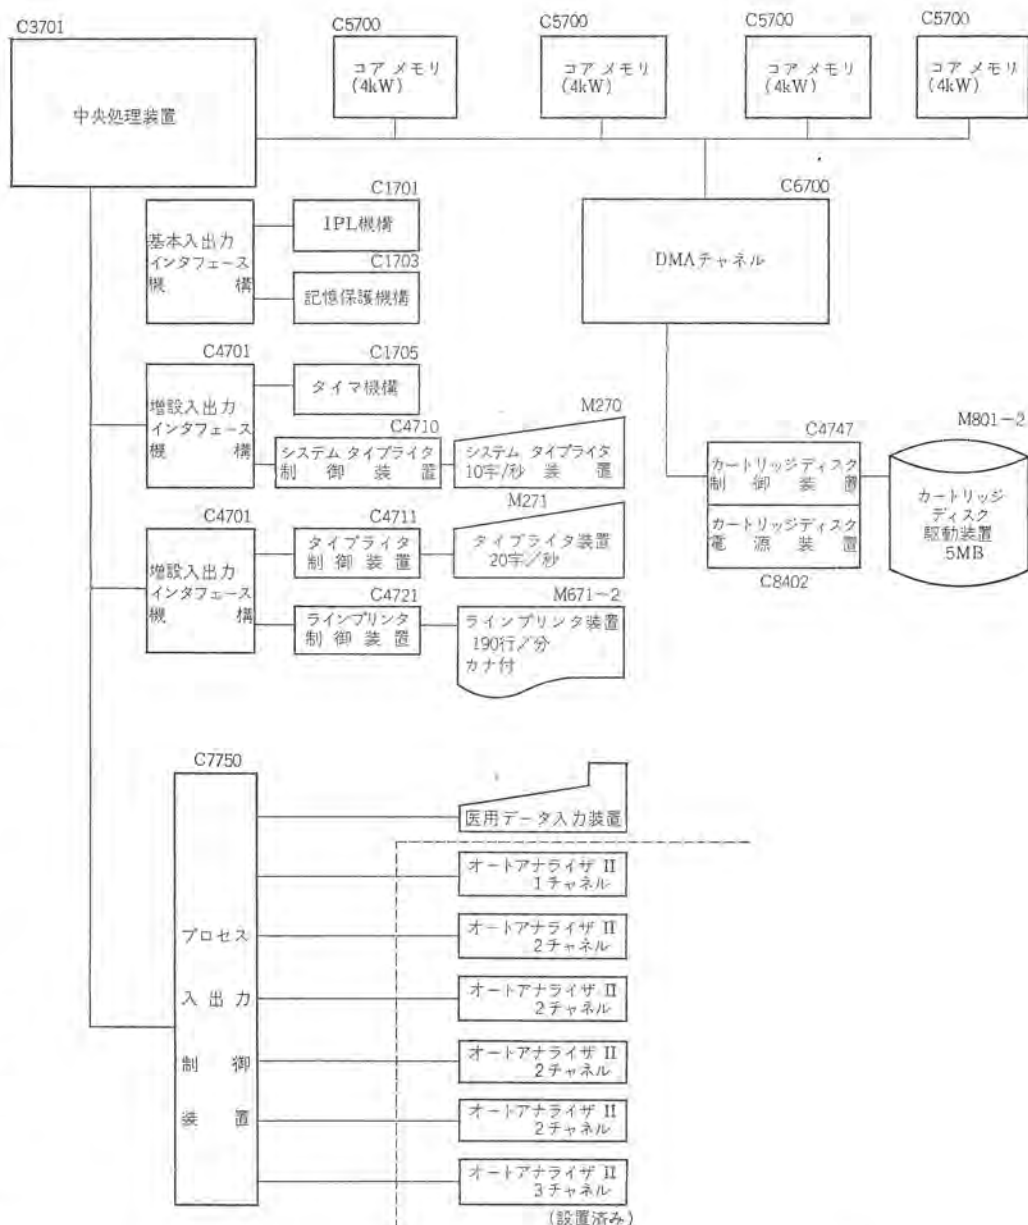 C3701
中央処理装置
C5700
コア メモリ
(4kW)
C5700
コア メモリ
(4kW)
C5700
コア メモリ
(4kW)
C5700
コア メモリ
(4kW)
C6700
DMAチャネル
基本入出力
インタフェース
機 構
C1701
IPL機構
C1703
記憶保護機構
C4701
増設入出力
インタフェース
機 構
C1705
タイマ機構
C4710
システム タイプライタ
制 御 装 置
M270
システム タイプライタ
10字/秒 装 置
C4701
増設入出力
インタフェース
機 構
C4711
タイプライタ
制 御 装 置
M271
タイプライタ装置
20字/秒
C4721
ラインプリンタ
制 御 装 置
M671-2
ラインプリンタ装置
190行/分
カナ付
C4747
カートリッジディスク
制 御 装 置
カートリッジディスク
電 源 装 置
C8402
M801-2
カートリッジ
ディスク
駆動装置
5MB
C7750
プロセス
入 出 力
制 御
装 置
医用データ入力装置
オートアナライザ II
1チャネル
オートアナライザ II
2チャネル
オートアナライザ II
2チャネル
オートアナライザ II
2チャネル
オートアナライザ II
2チャネル
オートアナライザ II
3チャネル
(設置済み)